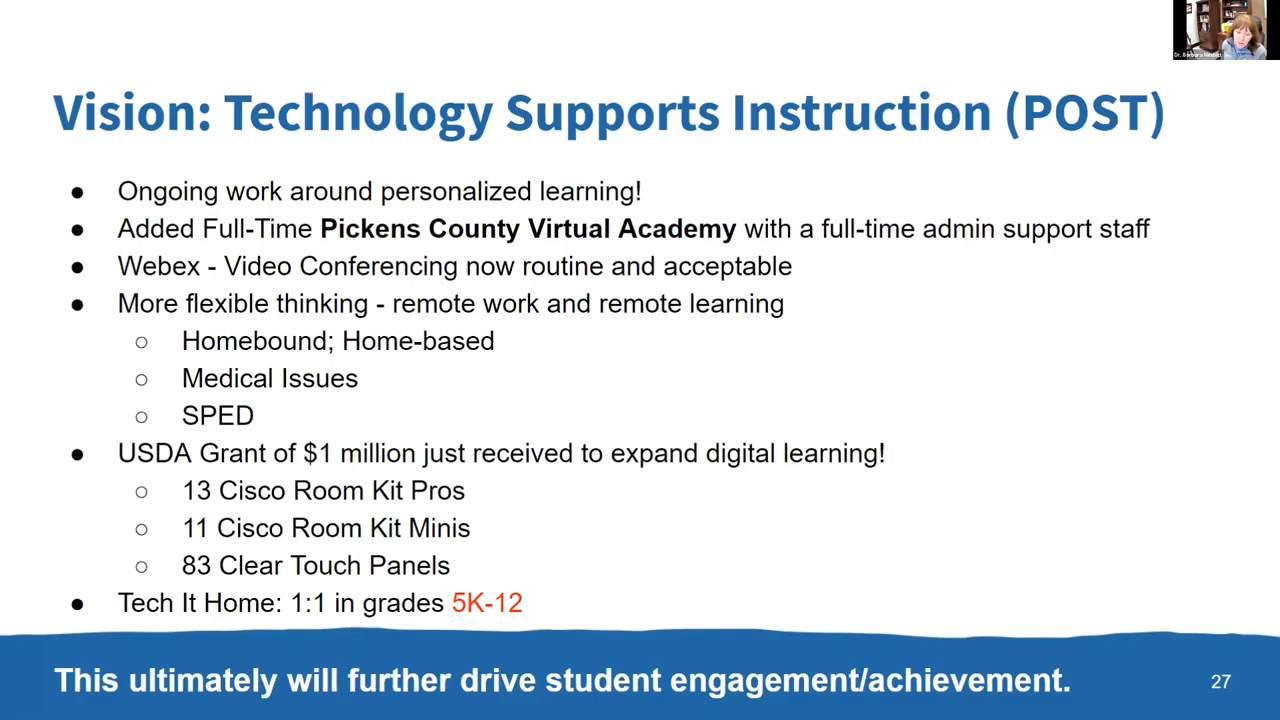 Dr. Barbara Nesbitt
Vision: Technology Supports Instruction (POST)
● Ongoing work around personalized learning!
● Added Full-Time Pickens County Virtual Academy with a full-time admin support staff
● Webex - Video Conferencing now routine and acceptable
● More flexible thinking - remote work and remote learning
○ Homebound; Home-based
○ Medical Issues
○ SPED
● USDA Grant of $1 million just received to expand digital learning!
○ 13 Cisco Room Kit Pros
○ 11 Cisco Room Kit Minis
○ 83 Clear Touch Panels
● Tech It Home: 1:1 in grades 5K-12
This ultimately will further drive student engagement/achievement.
27